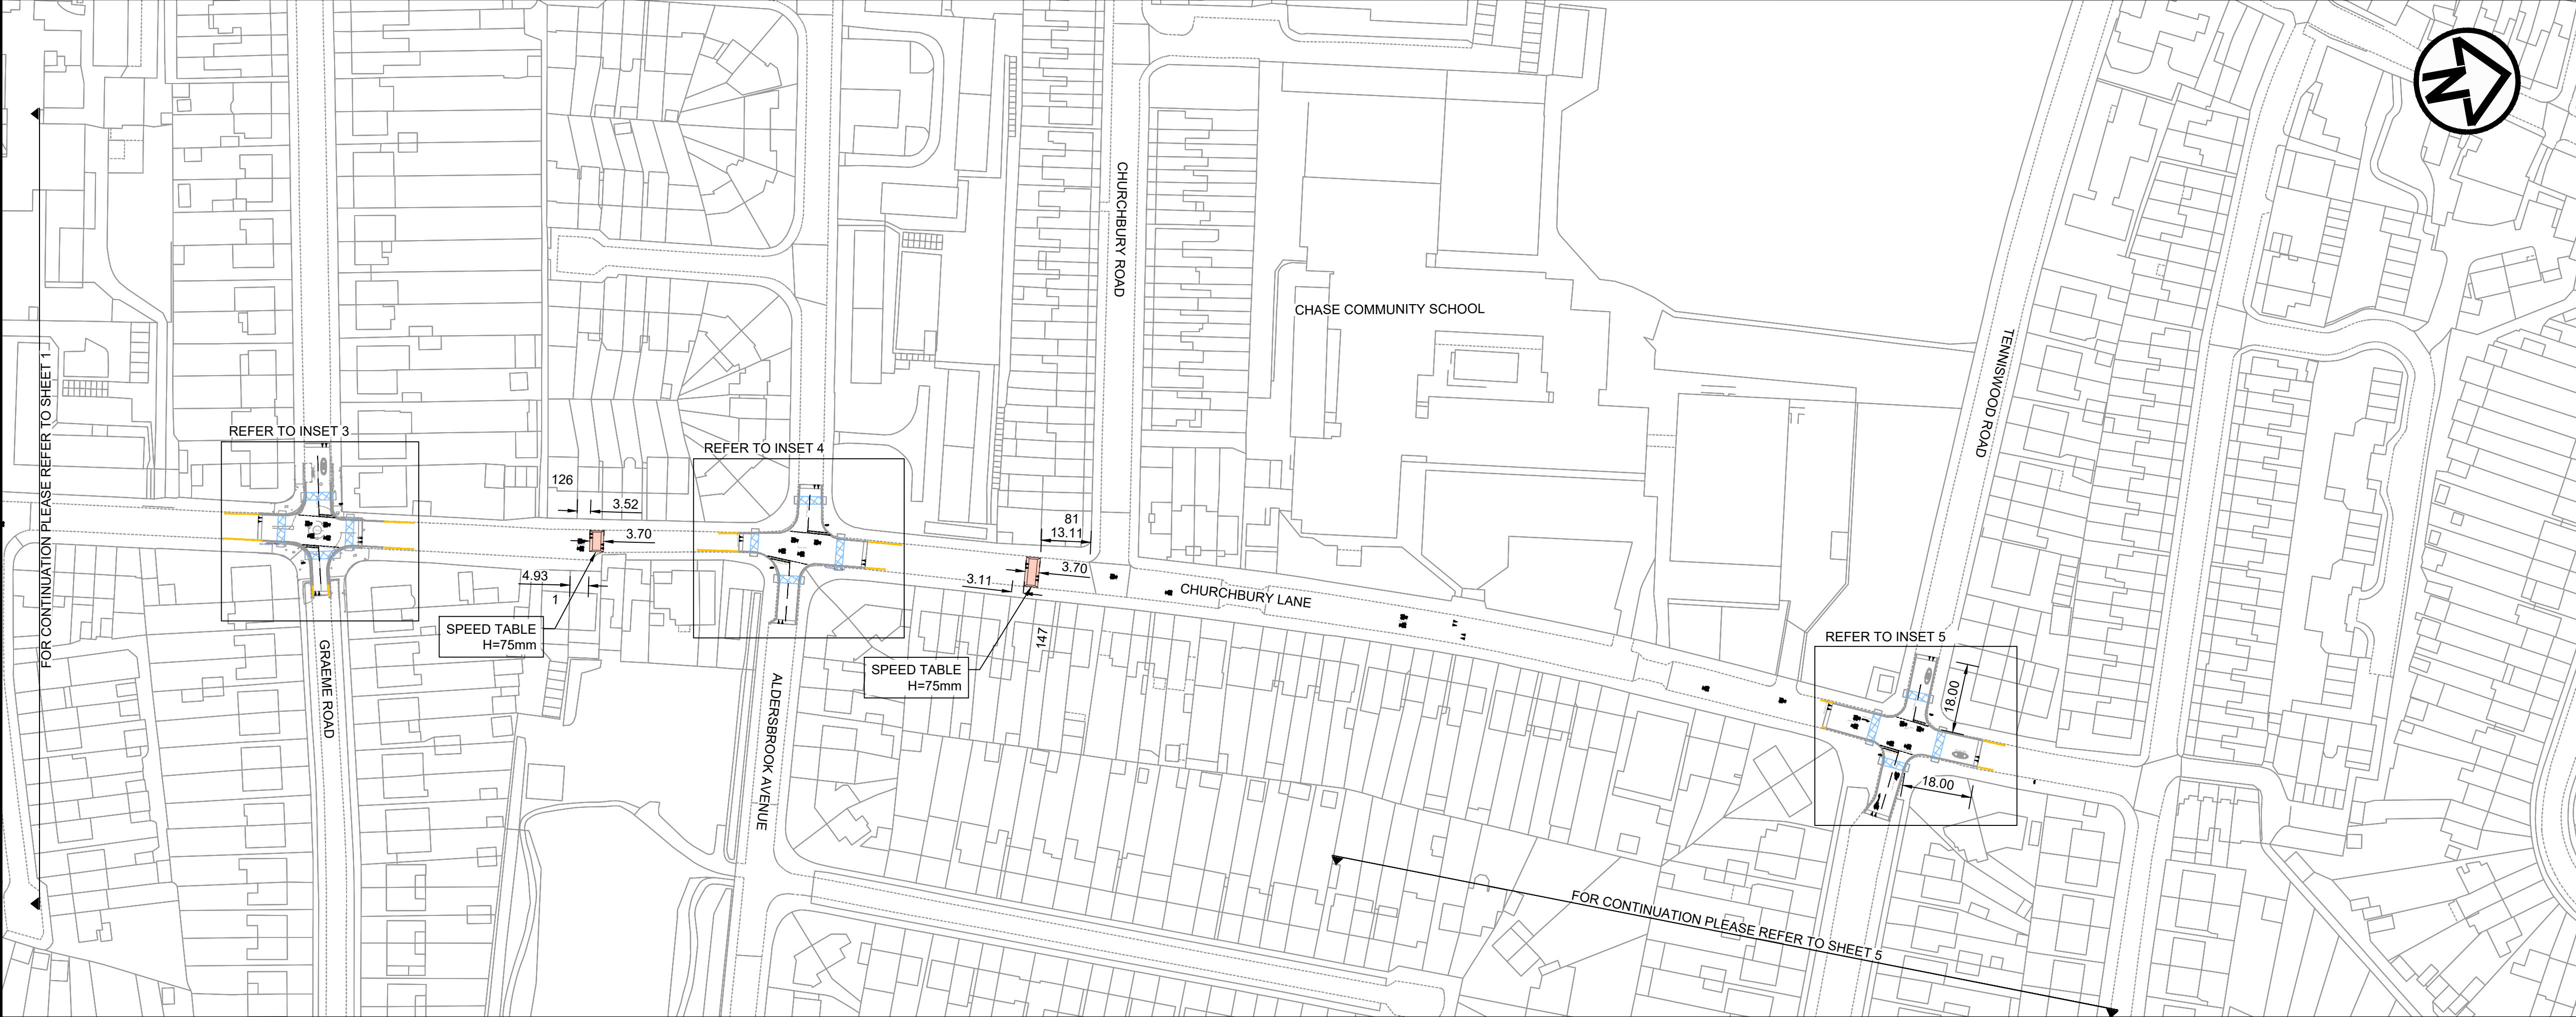 N
CHURCHBURY ROAD
CHASE COMMUNITY SCHOOL
TENNISWOOD ROAD
FOR CONTINUATION PLEASE REFER TO SHEET 1
REFER TO INSET 3
REFER TO INSET 4
126
3.52
3.70
81
13.11
4.93
1
3.11
3.70
CHURCHBURY LANE
SPEED TABLE
H=75mm
147
SPEED TABLE
H=75mm
REFER TO INSET 5
18.00
18.00
GRAEME ROAD
ALDERSBROOK AVENUE
FOR CONTINUATION PLEASE REFER TO SHEET 5